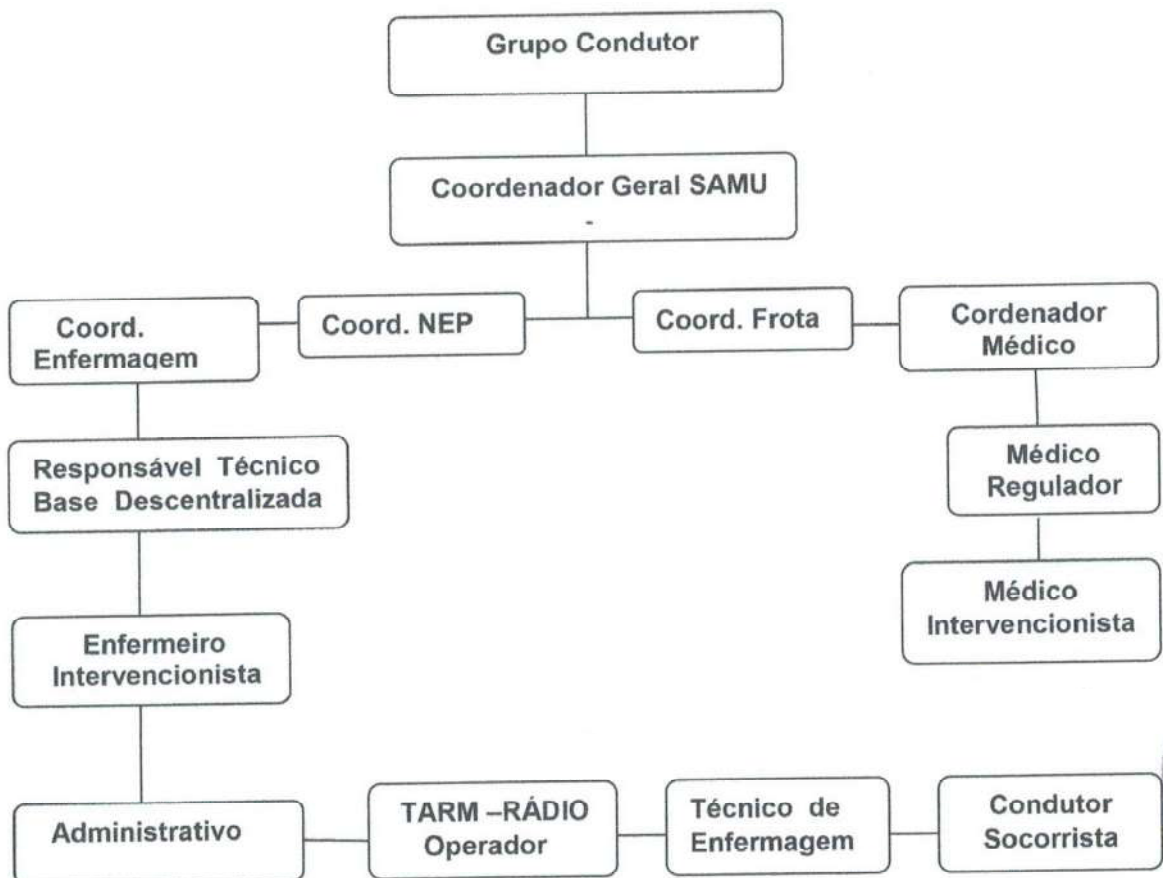 Grupo Condutor
Coordenador Geral SAMU
-
Coord.
Enfermagem
Coord. NEP
Coord. Frota
Cordenador
Médico
Responsável Técnico
Base Descentralizada
Médico
Regulador
Enfermeiro
Intervencionista
Médico
Intervencionista
Administrativo
TARM –RÁDIO
Operador
Técnico de
Enfermagem
Condutor
Socorrista